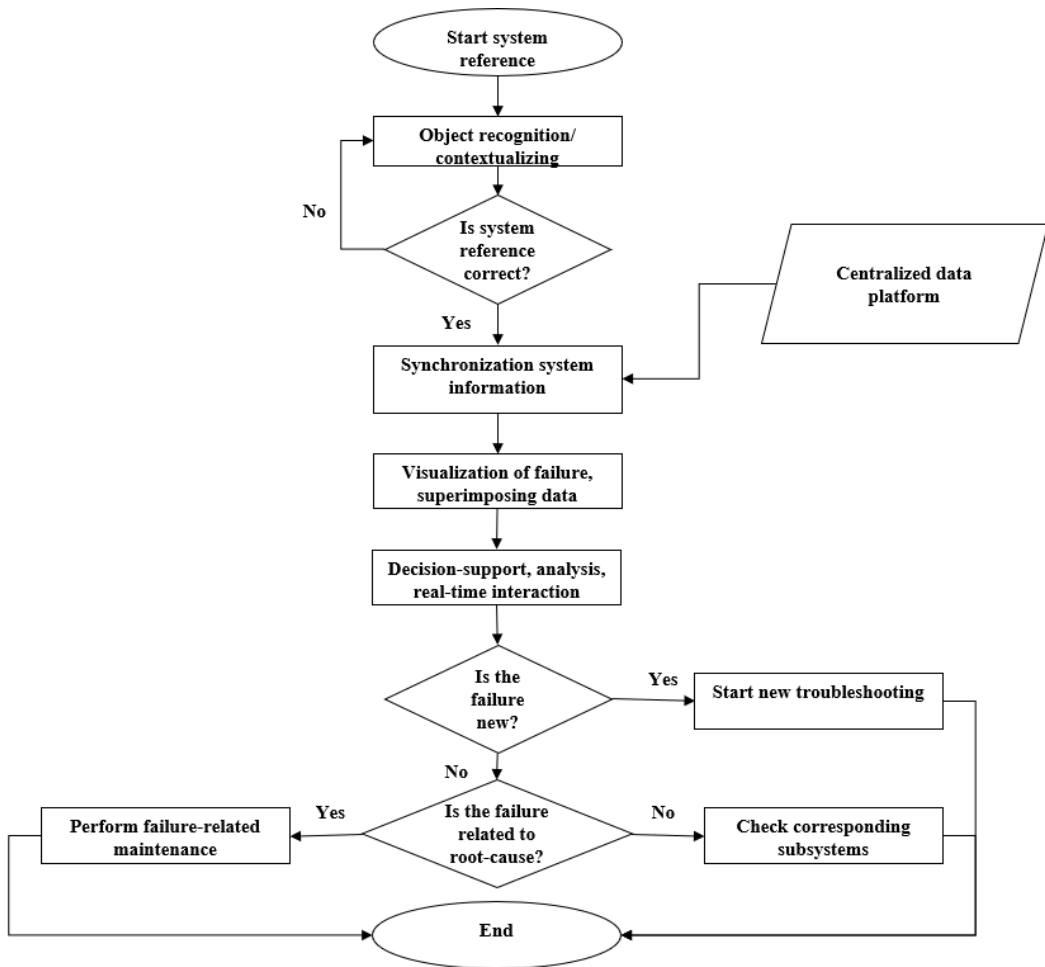 Start system
reference
Object recognition/
contextualizing
No
Is system
reference
correct?
Centralized data
platform
Yes
Synchronization system
information
Visualization of failure,
superimposing data
Decision-support, analysis,
real-time interaction
Is the
failure
new?
Yes
Start new troubleshooting
No
Is the failure
related to
root-cause?
Yes
Perform failure-related
maintenance
No
Check corresponding
subsystems
End